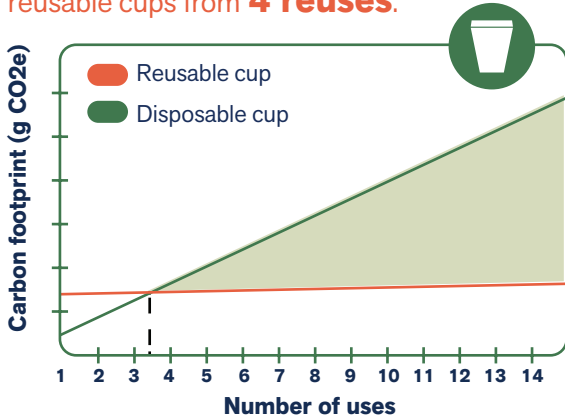 reusable cups from 4 reuses.
Reusable cup
Disposable cup
Carbon footprint (g CO2e)
1 2 3 4 5 6 7 8 9 10 11 12 13 14
Number of uses